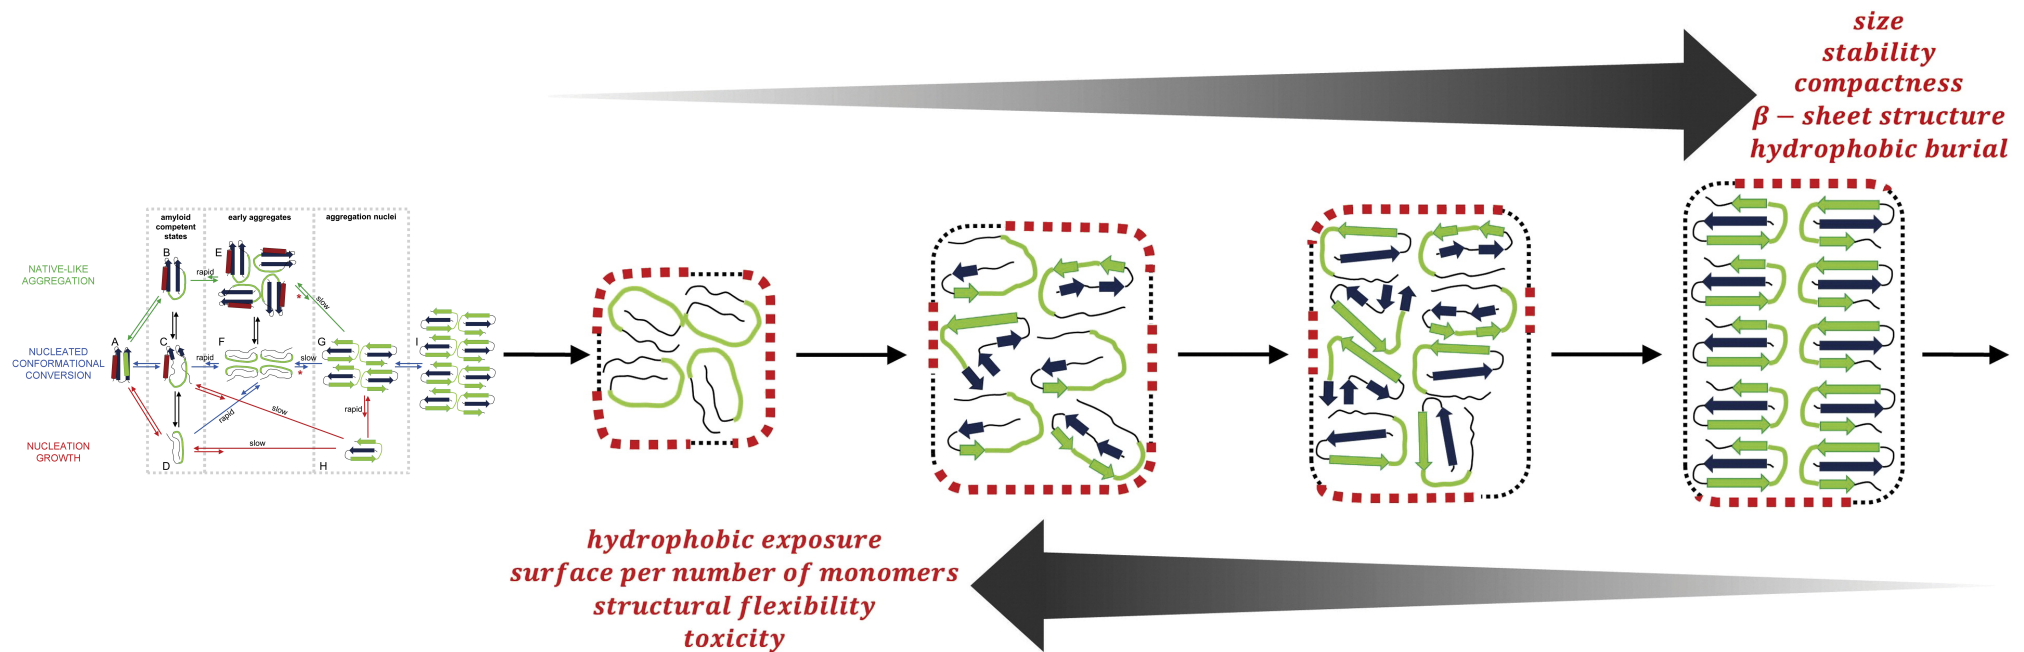 size
stability
compactness
β – sheet structure
hydrophobic burial
amyloid
competent
states
early aggregates
aggregation nuclei
NATIVE-LIKE
AGGREGATION
B
E
rapid
*
slow
NUCLEATED
CONFORMATIONAL
CONVERSION
A
C
F
G
I
rapid
slow
*
rapid
slow
rapid
NUCLEATION
GROWTH
slow
D
H
hydrophobic exposure
surface per number of monomers
structural flexibility
toxicity